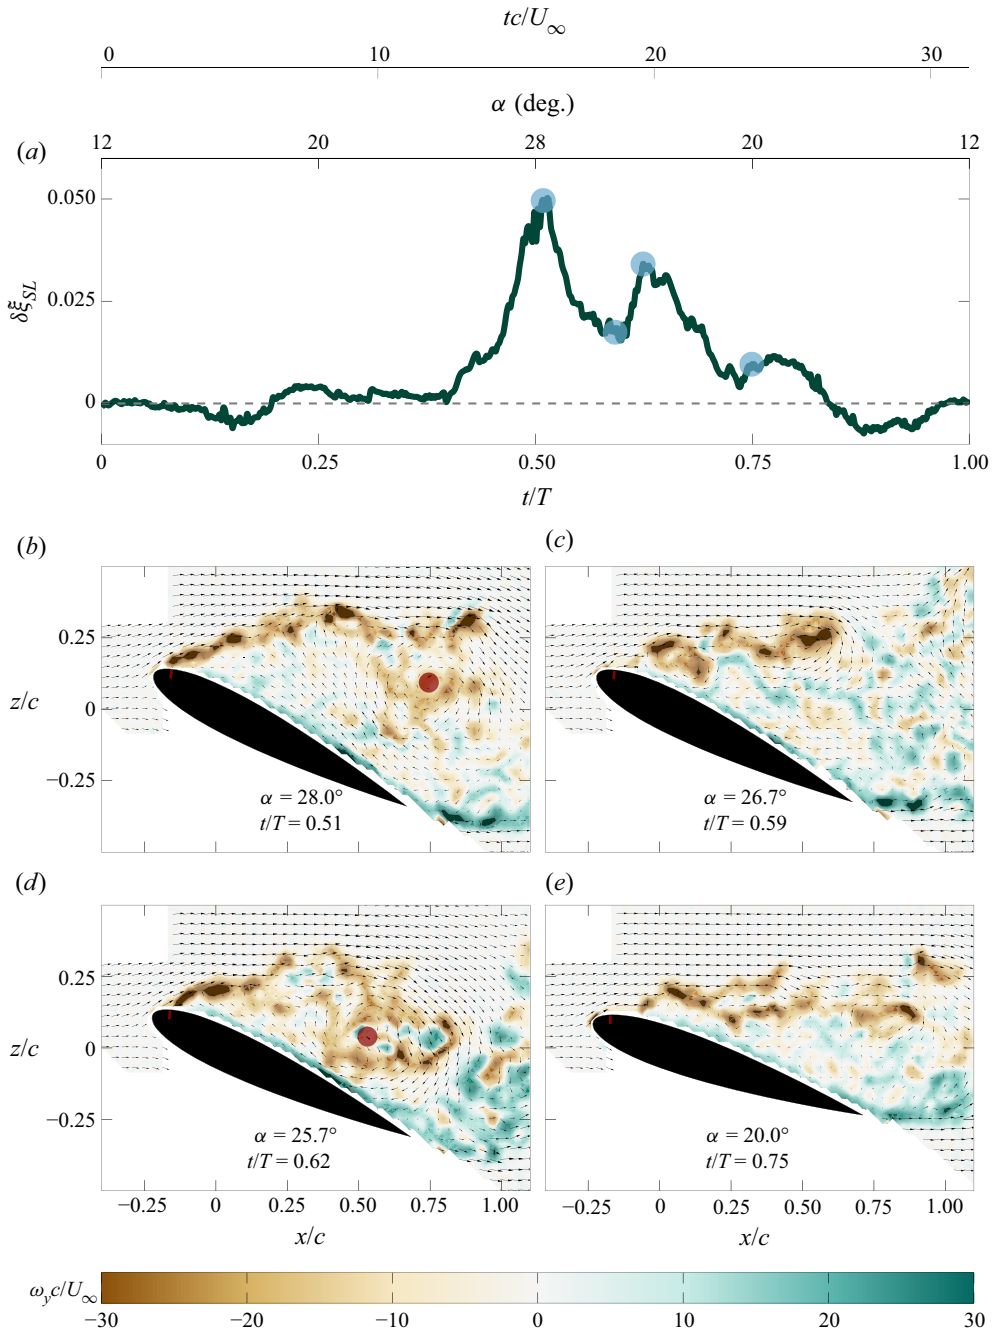 tc/U∞
0 10 20 30
α (deg.)
(a) 12 20 28 20 12
0.050
0.025
0
δξSL
0 0.25 0.50 0.75 1.00
t/T
(b) (c)
0.25
z/c 0
−0.25
α = 28.0°
t/T = 0.51
α = 26.7°
t/T = 0.59
(d) (e)
0.25
z/c 0
−0.25
α = 25.7°
t/T = 0.62
α = 20.0°
t/T = 0.75
−0.25 0 0.25 0.50 0.75 1.00 −0.25 0 0.25 0.50 0.75 1.00
x/c x/c
ωyc/U∞
−30 −20 −10 0 10 20 30